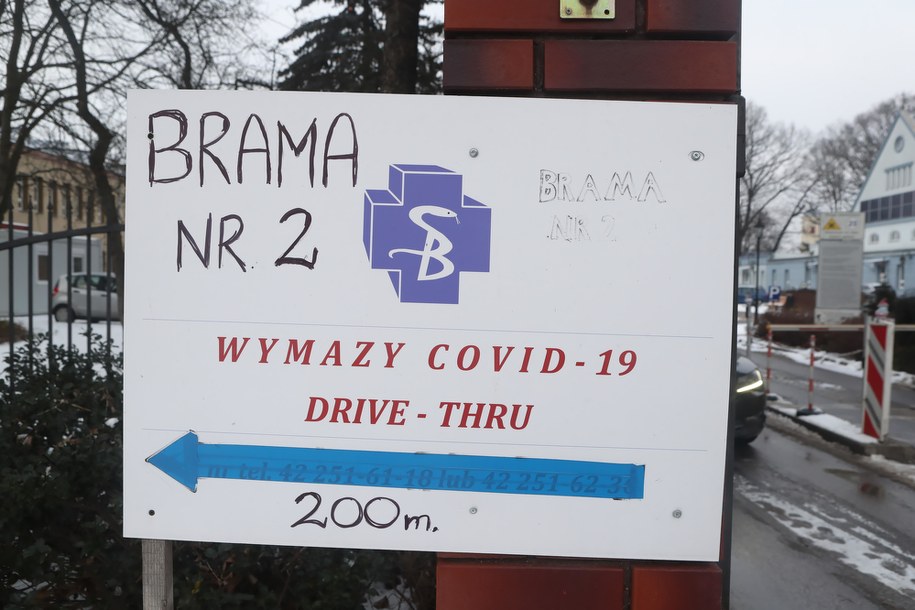 BRAMA
NR. 2
BRAMA
NR 2
WYMAZY COVID-19
DRIVE - THRU
nr tel. 42 251-61-18 lub 42 251-62-38
200m.
P